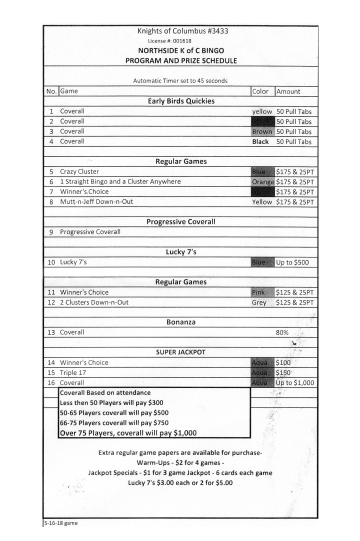 Knights of Columbus #3433
License #: 001618
NORTHSIDE K of C BINGO
PROGRAM AND PRIZE SCHEDULE
Automatic Timer set to 45 seconds
No. Game Color Amount
Early Birds Quickies
1 Coverall yellow 50 Pull Tabs
2 Coverall 50 Pull Tabs
3 Coverall Brown 50 Pull Tabs
4 Coverall Black 50 Pull Tabs
Regular Games
5 Crazy Cluster Blue $175 & 25PT
6 1 Straight Bingo and a Cluster Anywhere Orange $175 & 25PT
7 Winner's Choice $175 & 25PT
8 Mutt-n-Jeff Down-n-Out Yellow $175 & 25PT
Progressive Coverall
9 Progressive Coverall
Lucky 7's
10 Lucky 7's Blue Up to $500
Regular Games
11 Winner's Choice Pink $125 & 25PT
12 2 Clusters Down-n-Out Grey $125 & 25PT
Bonanza
13 Coverall 80%
SUPER JACKPOT
14 Winner's Choice Aqua $100
15 Triple 17 Aqua $150
16 Coverall Aqua Up to $1,000
Coverall Based on attendance
Less then 50 Players will pay $300
50-65 Players coverall will pay $500
66-75 Players coverall will pay $750
Over 75 Players, coverall will pay $1,000
Extra regular game papers are available for purchase-
Warm-Ups - $2 for 4 games -
Jackpot Specials - $1 for 3 game Jackpot - 6 cards each game
Lucky 7's $3.00 each or 2 for $5.00
5-16-18 game